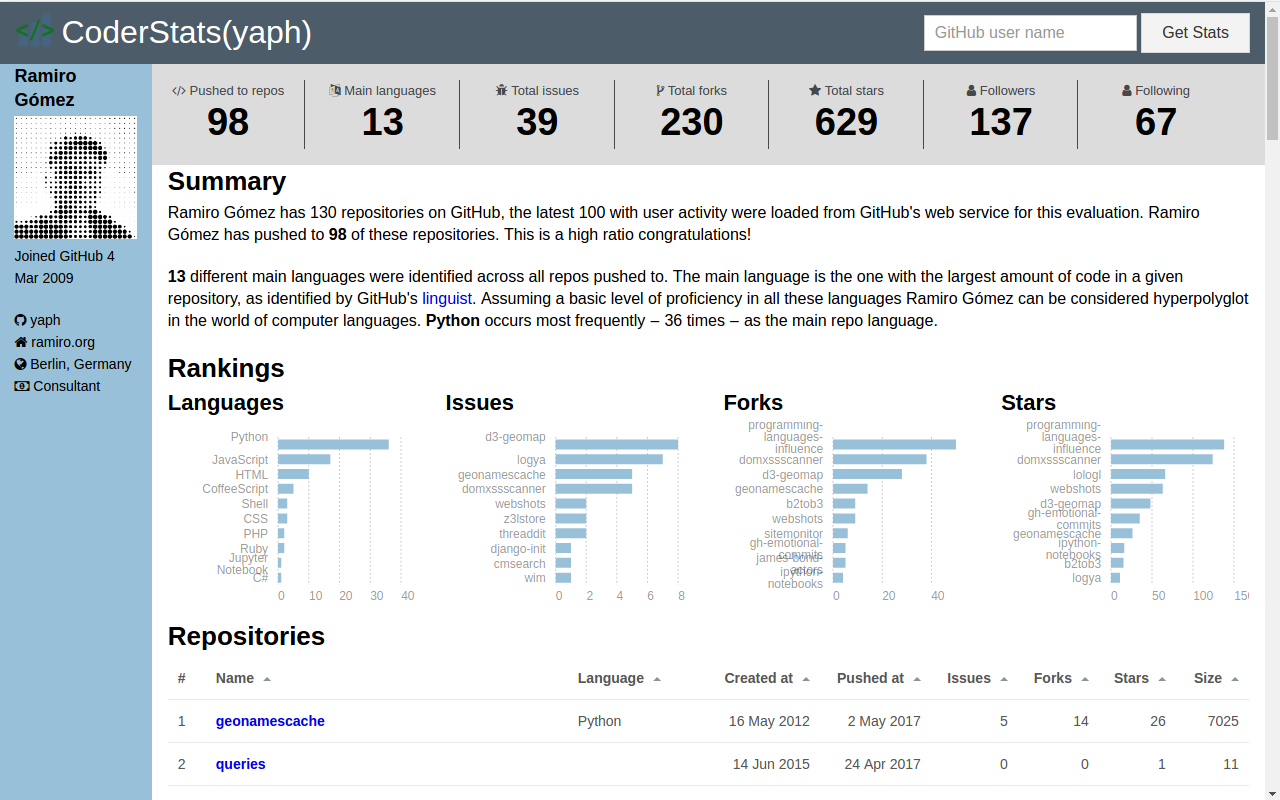 </> CoderStats(yaph)
GitHub user name
Get Stats
Ramiro
Gómez
Joined GitHub 4
Mar 2009
yaph
ramiro.org
Berlin, Germany
Consultant
</> Pushed to repos
98
Main languages
13
Total issues
39
Total forks
230
Total stars
629
Followers
137
Following
67
Summary
Ramiro Gómez has 130 repositories on GitHub, the latest 100 with user activity were loaded from GitHub's web service for this evaluation. Ramiro
Gómez has pushed to 98 of these repositories. This is a high ratio congratulations!
13 different main languages were identified across all repos pushed to. The main language is the one with the largest amount of code in a given
repository, as identified by GitHub's linguist. Assuming a basic level of proficiency in all these languages Ramiro Gómez can be considered hyperpolyglot
in the world of computer languages. Python occurs most frequently – 36 times – as the main repo language.
Rankings
Languages
Python
JavaScript
HTML
CoffeeScript
Shell
CSS
PHP
Ruby
Jupyter
Notebook
C#
0 10 20 30 40
Issues
d3-geomap
logya
geonamescache
domxssscanner
webshots
z3lstore
threaddit
django-init
cmsearch
wim
0 2 4 6 8
Forks
programming-
languages-
influence
domxssscanner
d3-geomap
geonamescache
b2tob3
webshots
sitemonitor
gh-emotional-
commits
james-bond-
actors
ipython-
notebooks
0 20 40
Stars
programming-
languages-
influence
domxssscanner
lologl
webshots
d3-geomap
gh-emotional-
commits
geonamescache
ipython-
notebooks
b2tob3
logya
0 50 100 150
Repositories
# Name Language Created at Pushed at Issues Forks Stars Size
1 geonamescache Python 16 May 2012 2 May 2017 5 14 26 7025
2 queries 14 Jun 2015 24 Apr 2017 0 0 1 11